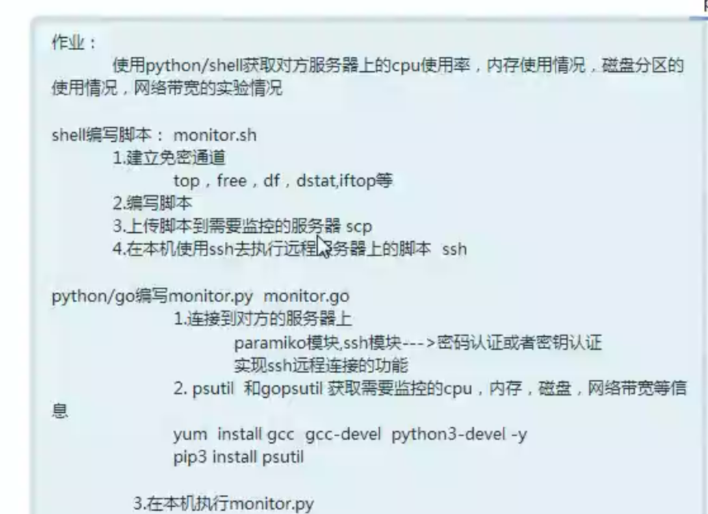 作业：
使用python/shell获取对方服务器上的cpu使用率，内存使用情况，磁盘分区的
使用情况，网络带宽的实验情况
shell编写脚本： monitor.sh
1.建立免密通道
top，free，df，dstat,iftop等
2.编写脚本
3.上传脚本到需要监控的服务器 scp
4.在本机使用ssh去执行远程服务器上的脚本 ssh
python/go编写monitor.py monitor.go
1.连接到对方的服务器上
paramiko模块,ssh模块--->密码认证或者密钥认证
实现ssh远程连接的功能
2. psutil 和gopsutil 获取需要监控的cpu，内存，磁盘，网络带宽等信
息
yum install gcc gcc-devel python3-devel -y
pip3 install psutil
3.在本机执行monitor.py